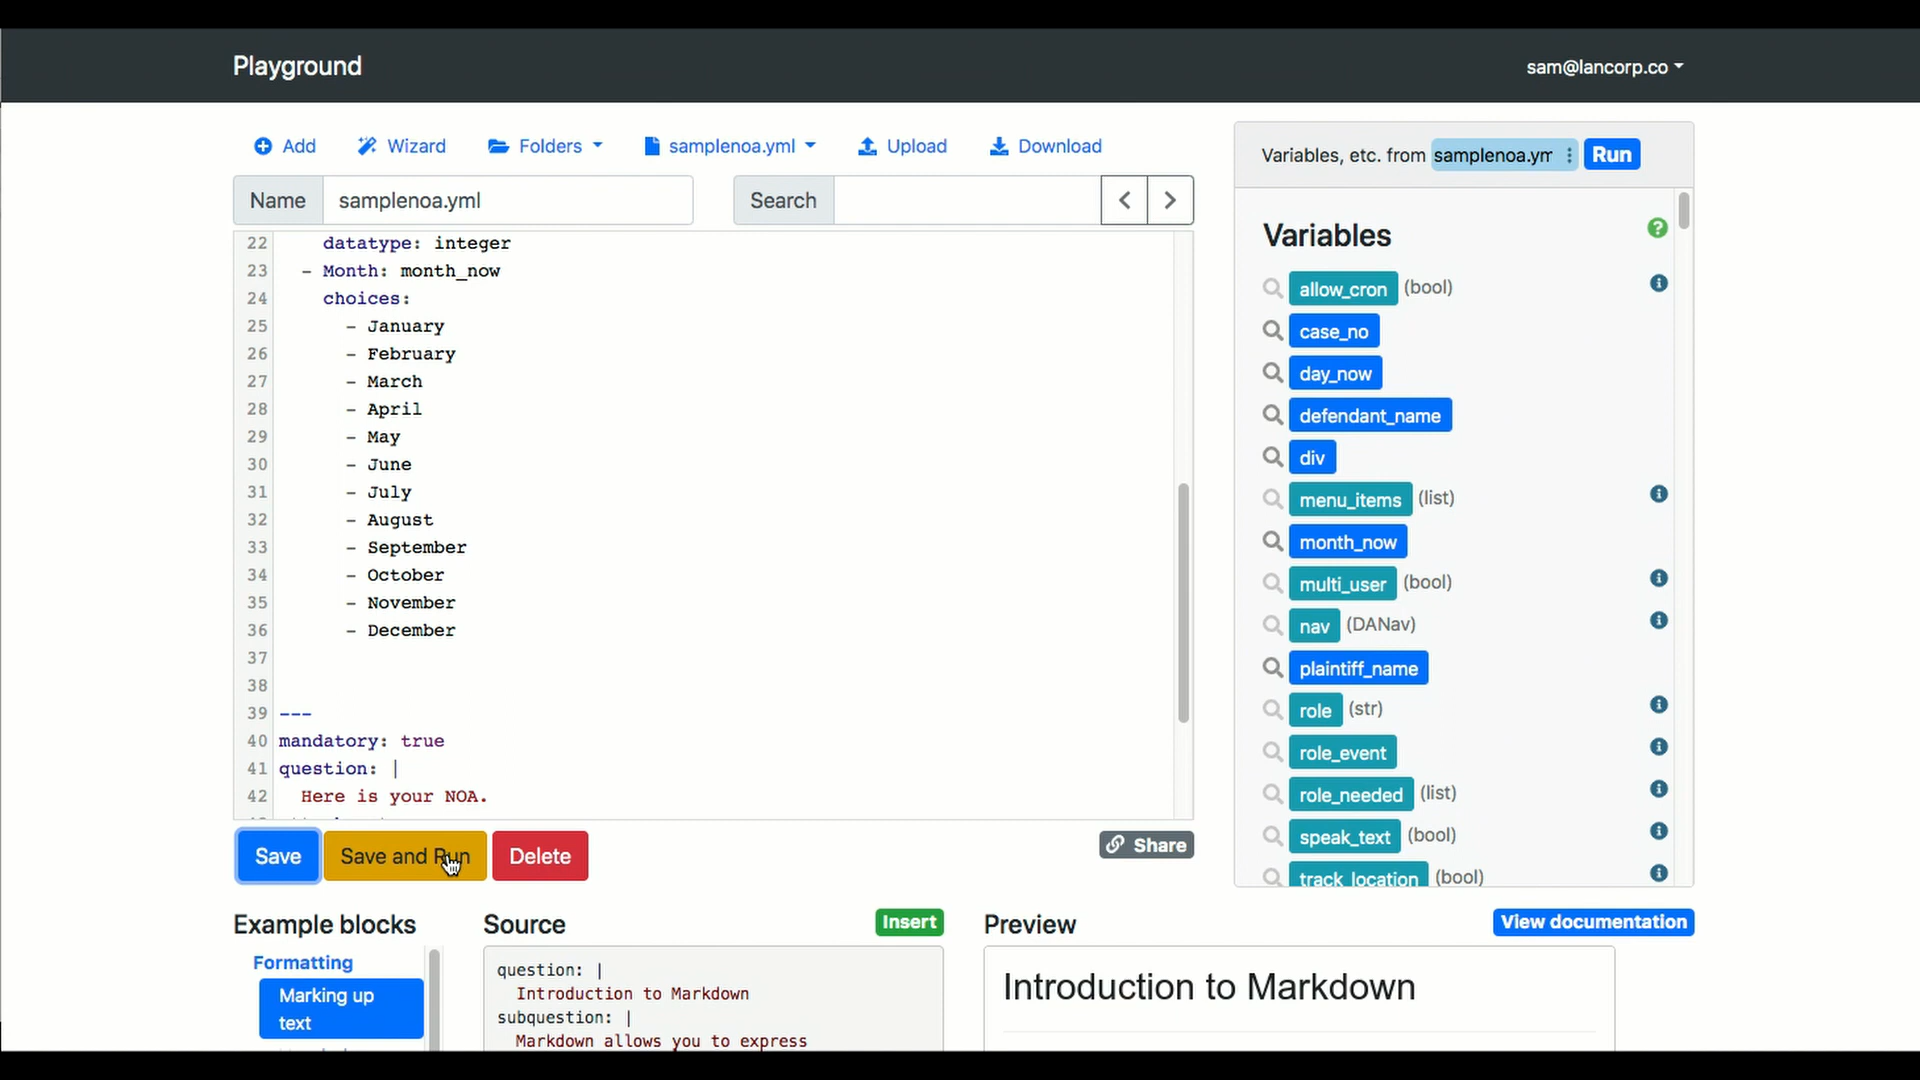 Playground
sam@lancorp.co
Add Wizard Folders samplenoa.yml Upload Download
Name samplenoa.yml Search
22 datatype: integer
23 - Month: month_now
24 choices:
25 - January
26 - February
27 - March
28 - April
29 - May
30 - June
31 - July
32 - August
33 - September
34 - October
35 - November
36 - December
37
38
39 ---
40 mandatory: true
41 question: |
42 Here is your NOA.
Save Save and Run Delete
Share
Variables, etc. from samplenoa.ym Run
Variables
allow_cron (bool)
case_no
day_now
defendant_name
div
menu_items (list)
month_now
multi_user (bool)
nav (DANav)
plaintiff_name
role (str)
role_event
role_needed (list)
speak_text (bool)
track_location (bool)
Example blocks
Formatting
Marking up
text
Source Insert
question: |
Introduction to Markdown
subquestion: |
Markdown allows you to express
Preview View documentation
Introduction to Markdown